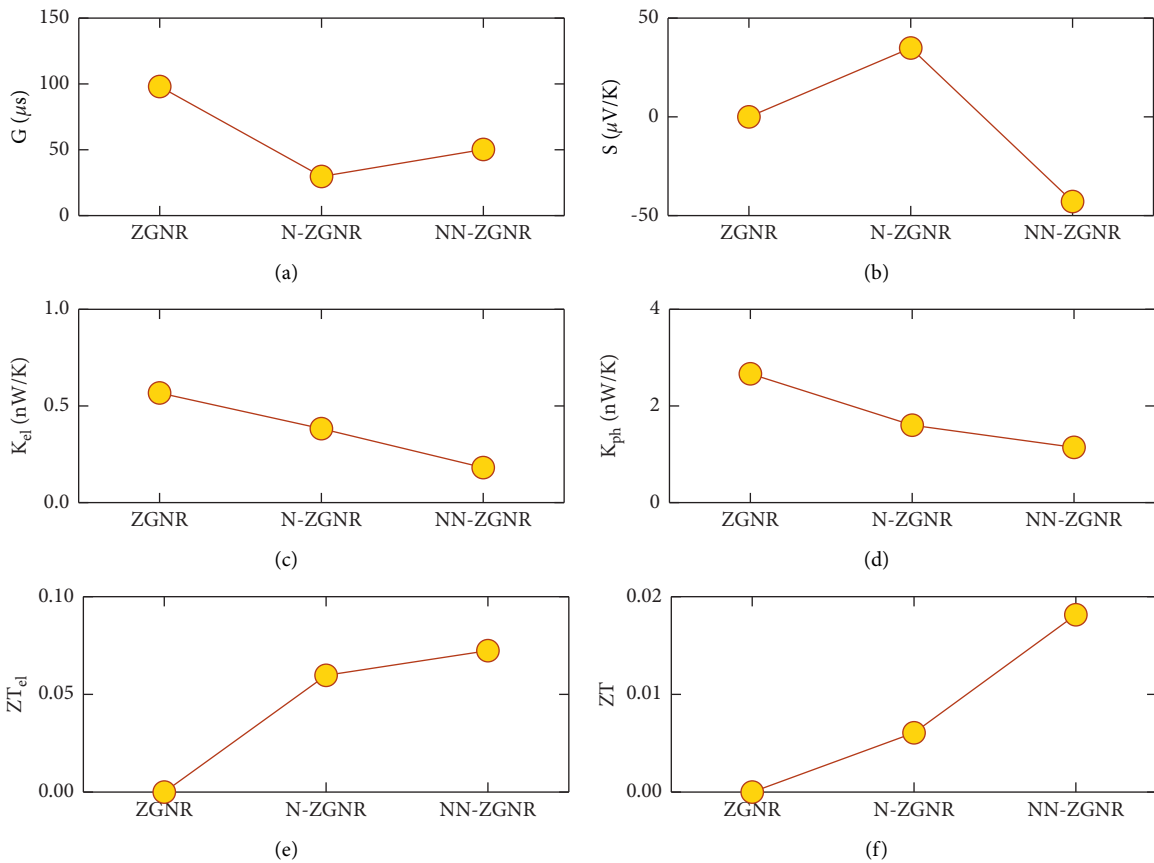 150
100
50
0
G (μs)
ZGNR
N-ZGNR
NN-ZGNR
(a)
50
0
-50
S (μV/K)
ZGNR
N-ZGNR
NN-ZGNR
(b)
1.0
0.5
0.0
K_el (nW/K)
ZGNR
N-ZGNR
NN-ZGNR
(c)
4
2
0
K_ph (nW/K)
ZGNR
N-ZGNR
NN-ZGNR
(d)
0.10
0.05
0.00
ZT_el
ZGNR
N-ZGNR
NN-ZGNR
(e)
0.02
0.01
0.00
ZT
ZGNR
N-ZGNR
NN-ZGNR
(f)